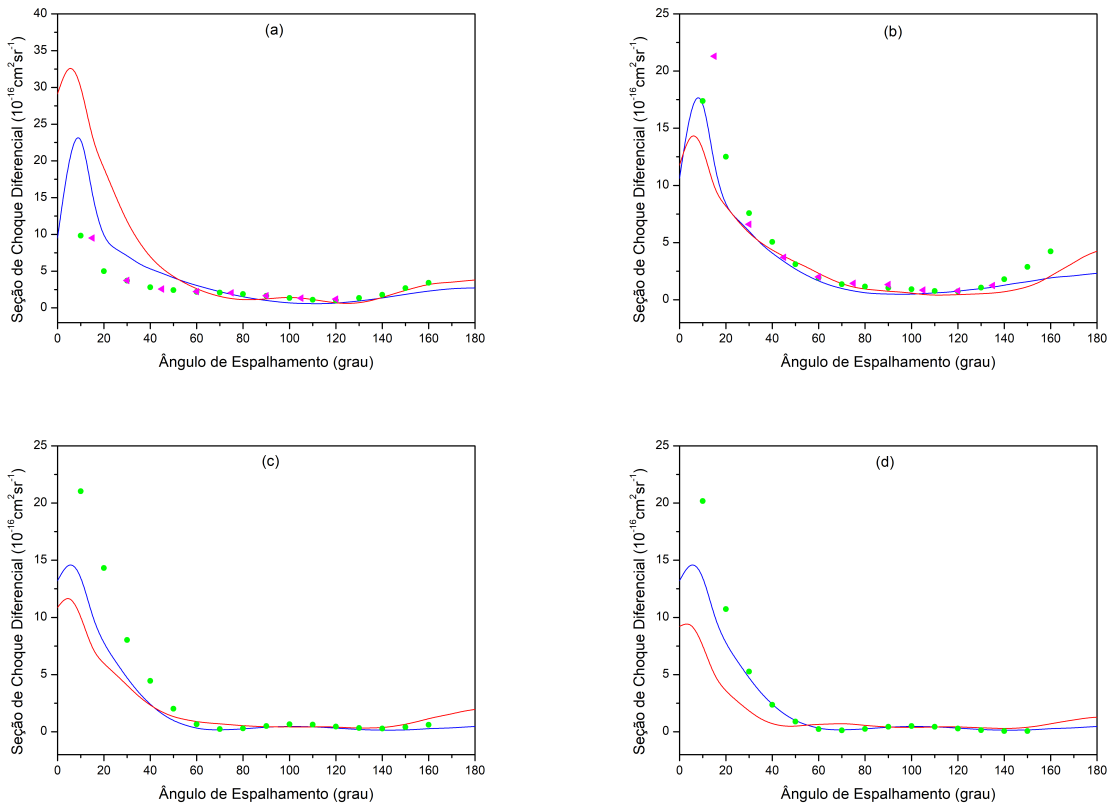 (a)
Seção de Choque Diferencial (10⁻¹⁶cm²sr⁻¹)
40
35
30
25
20
15
10
5
0
0 20 40 60 80 100 120 140 160 180
Ângulo de Espalhamento (grau)
(b)
Seção de Choque Diferencial (10⁻¹⁶cm²sr⁻¹)
25
20
15
10
5
0
0 20 40 60 80 100 120 140 160 180
Ângulo de Espalhamento (grau)
(c)
Seção de Choque Diferencial (10⁻¹⁶cm²sr⁻¹)
25
20
15
10
5
0
0 20 40 60 80 100 120 140 160 180
Ângulo de Espalhamento (grau)
(d)
Seção de Choque Diferencial (10⁻¹⁶cm²sr⁻¹)
25
20
15
10
5
0
0 20 40 60 80 100 120 140 160 180
Ângulo de Espalhamento (grau)